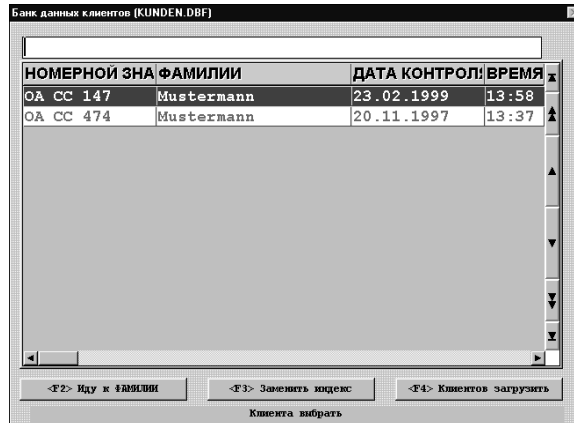 Банк данных клиентов (KUNDEN.DBF)
НОМЕРНОЙ ЗНА ФАМИЛИИ ДАТА КОНТРОЛ ВРЕМЯ
OA CC 147 Mustermann 23.02.1999 13:58
OA CC 474 Mustermann 20.11.1997 13:37
<F2> Иду к ФАМИЛИИ <F3> Заменить индекс <F4> Клиентов загрузить
Клиента выбрать